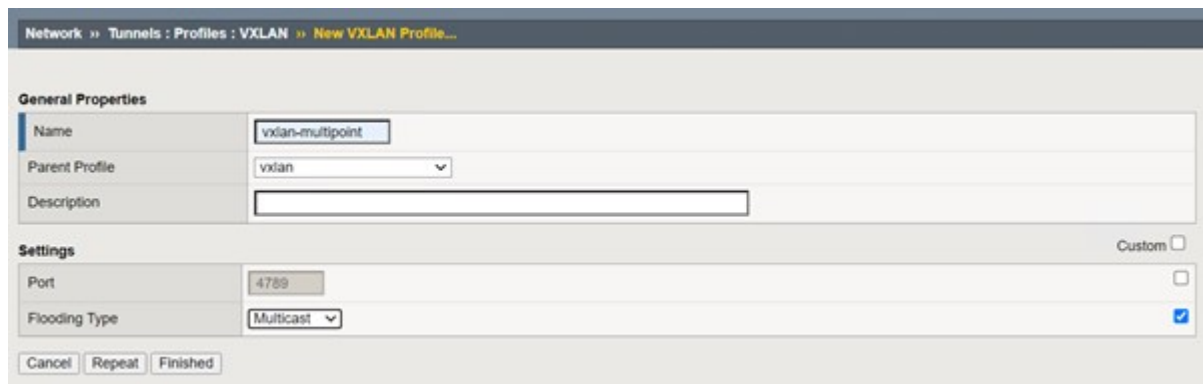 Network » Tunnels : Profiles : VXLAN » New VXLAN Profile...
General Properties
Name vxlan-multipoint
Parent Profile vxlan
Description
Settings Custom
Port 4789
Flooding Type Multicast
Cancel Repeat Finished